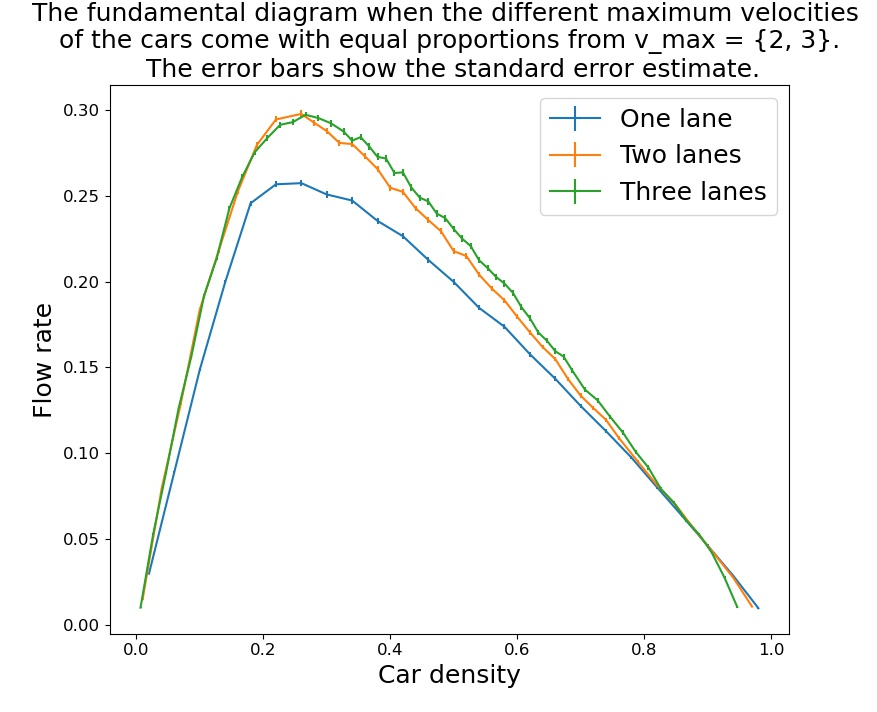 The fundamental diagram when the different maximum velocities
of the cars come with equal proportions from v_max = {2, 3}.
The error bars show the standard error estimate.
One lane
Two lanes
Three lanes
Flow rate
0.30
0.25
0.20
0.15
0.10
0.05
0.00
0.0 0.2 0.4 0.6 0.8 1.0
Car density